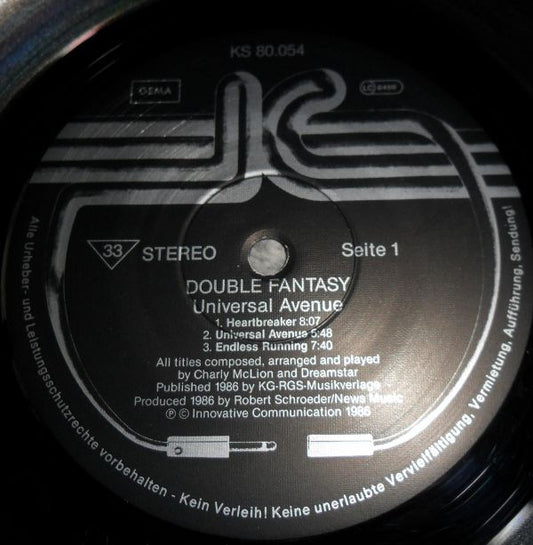 KS 80.054
GEMA
LC 8499
33 STEREO
Seite 1
DOUBLE FANTASY
Universal Avenue
1. Heartbreaker 8:07
2. Universal Avenue 5:48
3. Endless Running 7:40
All titles composed, arranged and played
by Charly McLion and Dreamstar
Published 1986 by KG-RGS-Musikverlage
Produced 1986 by Robert Schroeder/News Music
℗ © Innovative Communication 1986
Alle Urheber- und Leistungsschutzrechte vorbehalten - Kein Verleih! Keine unerlaubte Vervielfältigung, Vermietung, Aufführung, Sendung!